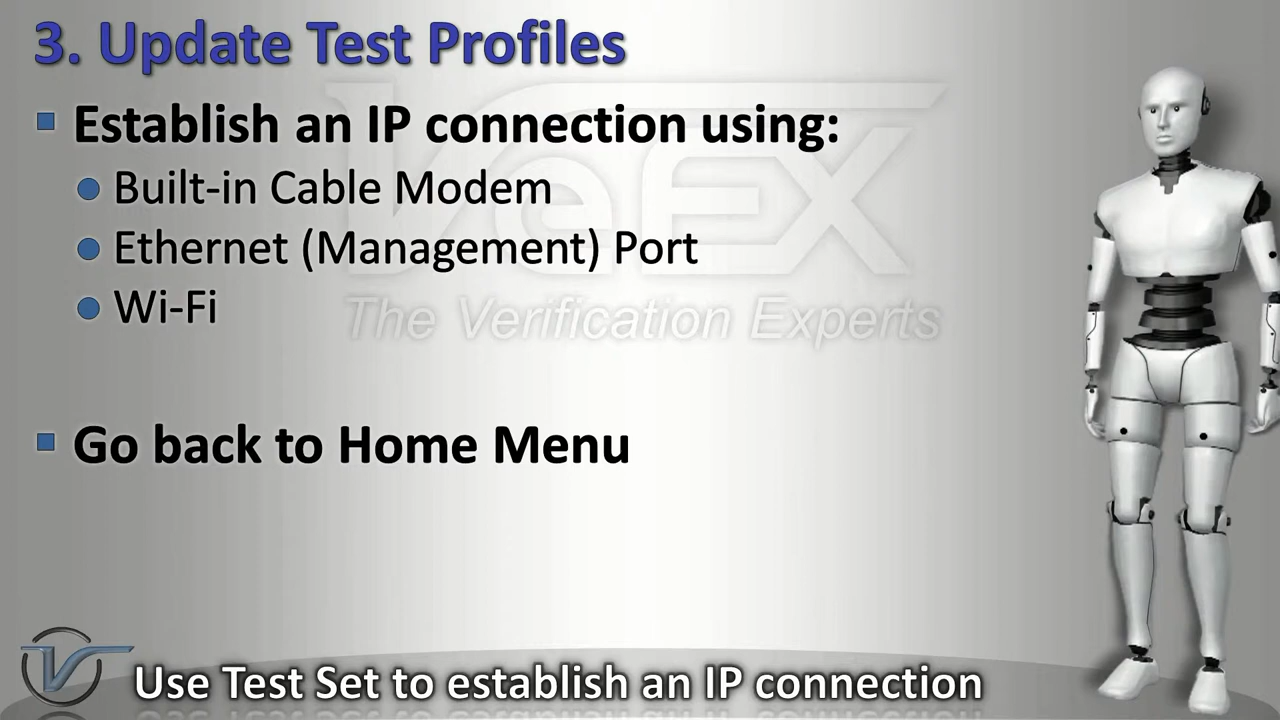 3. Update Test Profiles
Establish an IP connection using:
Built-in Cable Modem
Ethernet (Management) Port
Wi-Fi
VeEX
The Verification Experts
Go back to Home Menu
Use Test Set to establish an IP connection